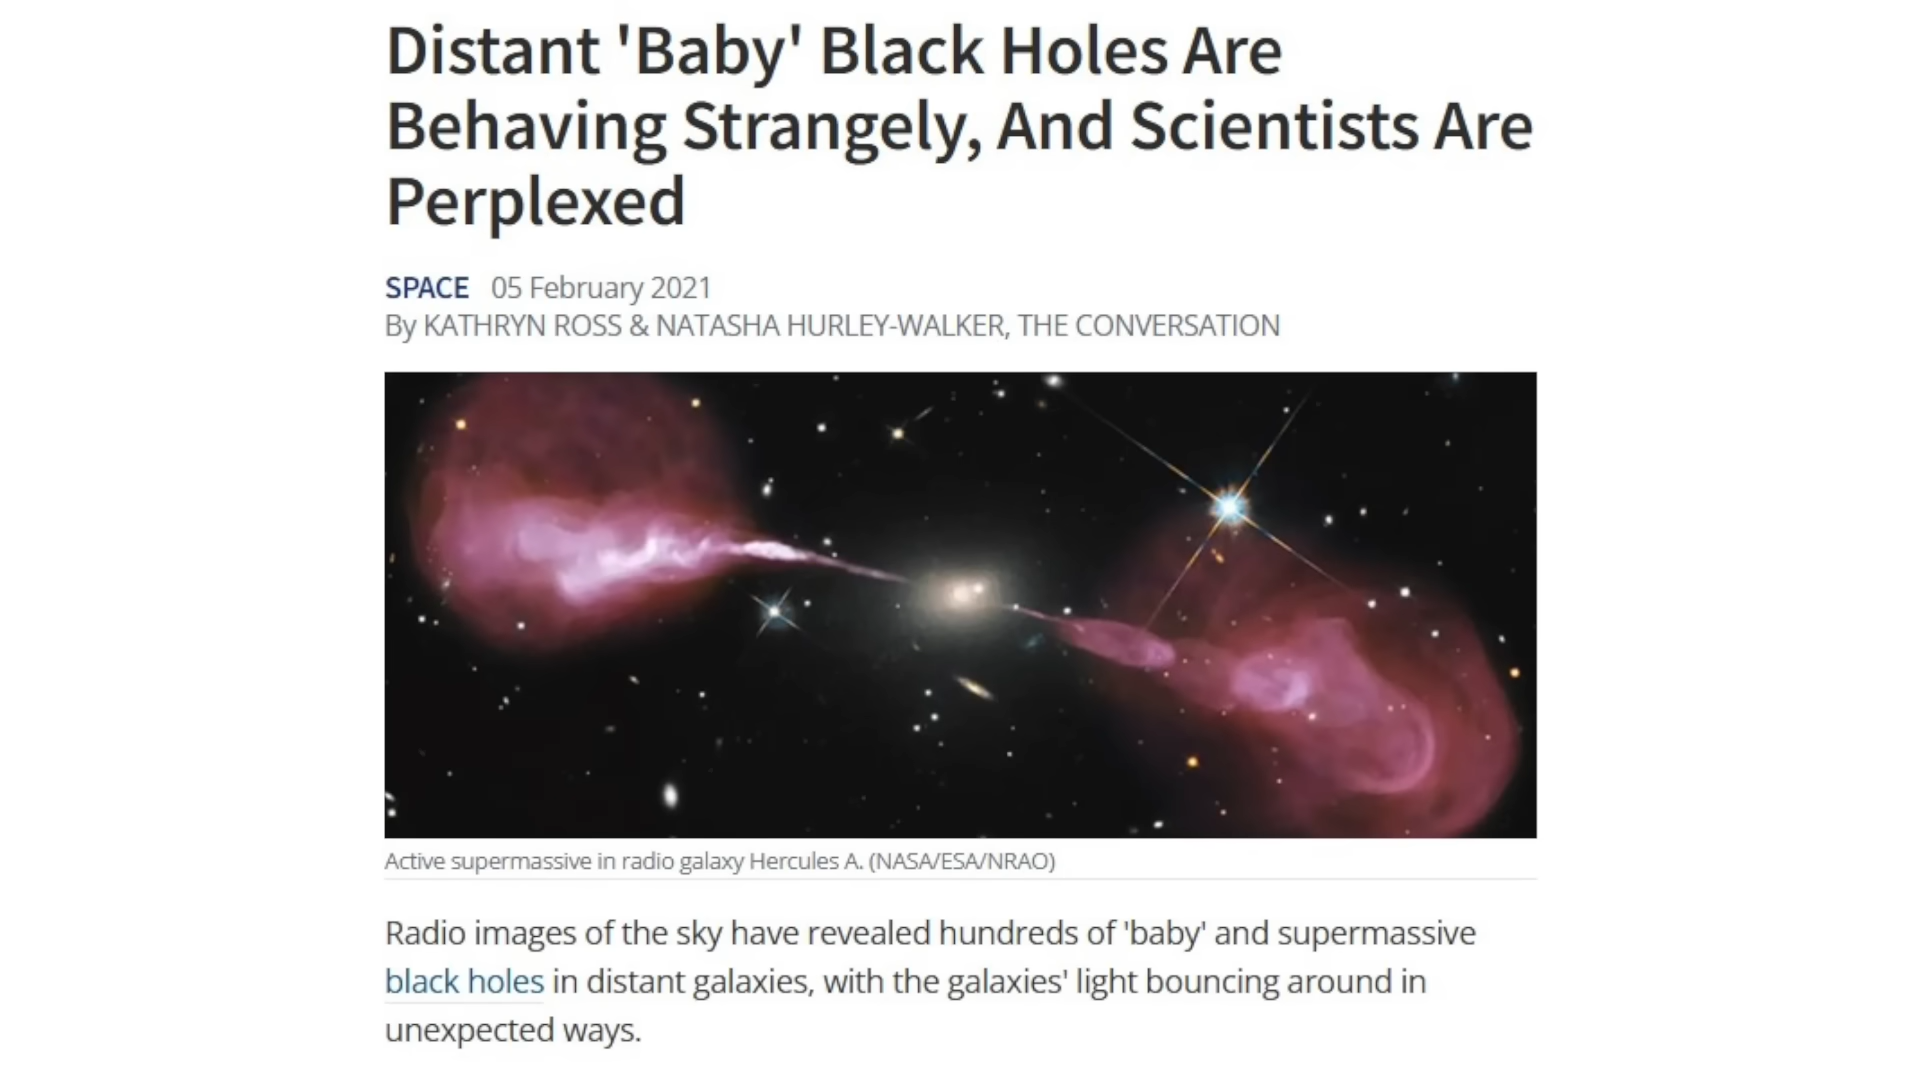 Distant 'Baby' Black Holes Are
Behaving Strangely, And Scientists Are
Perplexed
SPACE 05 February 2021
By KATHRYN ROSS & NATASHA HURLEY-WALKER, THE CONVERSATION
Active supermassive in radio galaxy Hercules A. (NASA/ESA/NRAO)
Radio images of the sky have revealed hundreds of 'baby' and supermassive
black holes in distant galaxies, with the galaxies' light bouncing around in
unexpected ways.